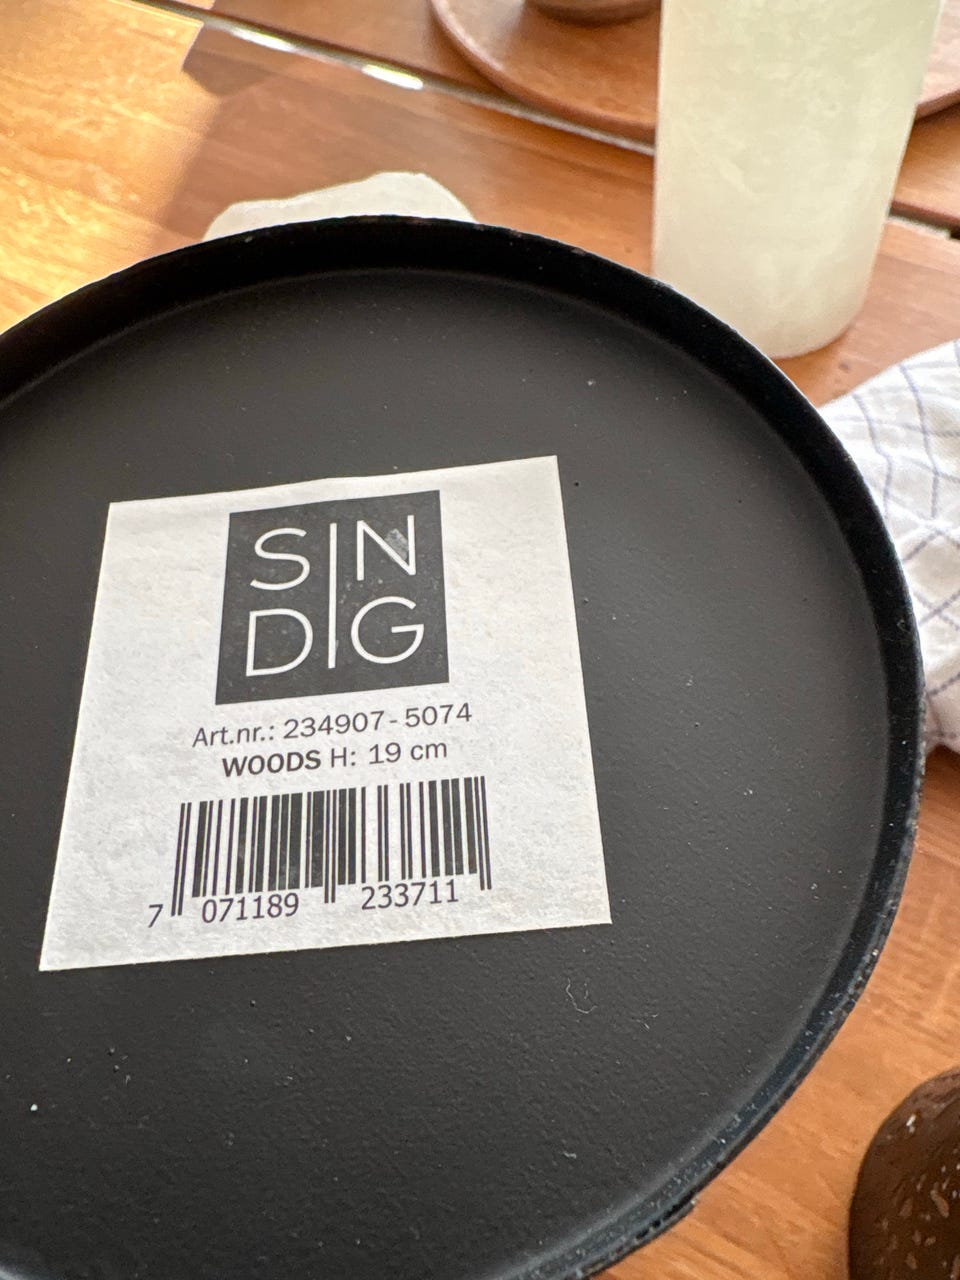 SIN
DIG
Art.nr.: 234907-5074
WOODS H: 19 cm
7 071189 233711